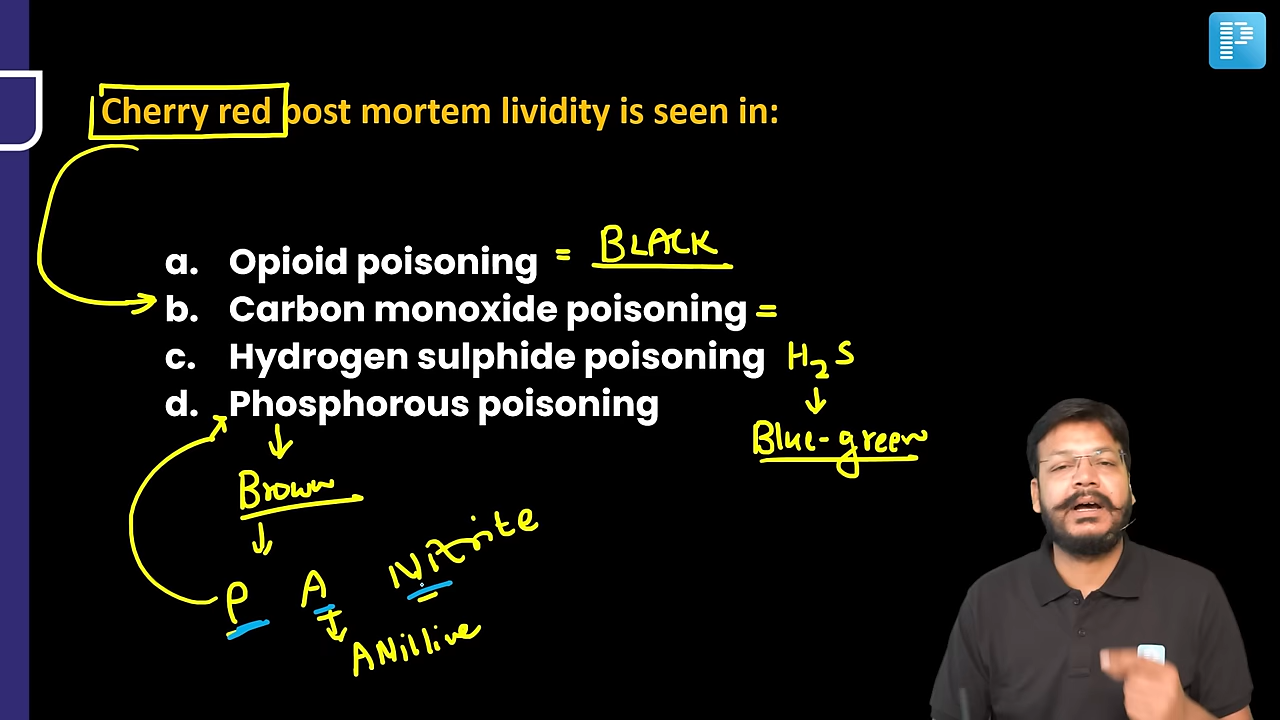 Cherry red post mortem lividity is seen in:
a. Opioid poisoning = BLACK
b. Carbon monoxide poisoning =
c. Hydrogen sulphide poisoning H2S
Blue-green
d. Phosphorous poisoning
Brown
P A Nitrite
ANilline
P